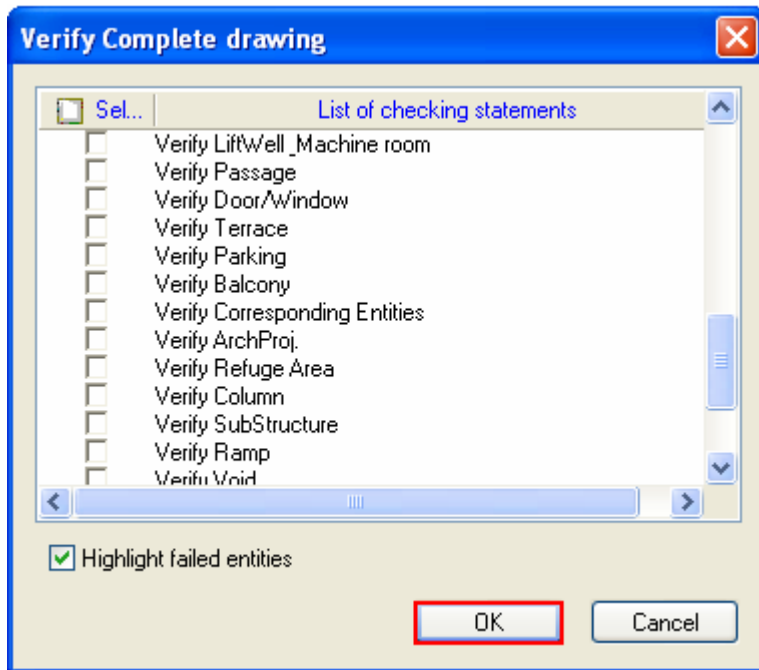 Verify Complete drawing
Sel... List of checking statements
Verify LiftWell_Machine room
Verify Passage
Verify Door/Window
Verify Terrace
Verify Parking
Verify Balcony
Verify Corresponding Entities
Verify ArchProj.
Verify Refuge Area
Verify Column
Verify SubStructure
Verify Ramp
Verify Void
Highlight failed entities
OK Cancel